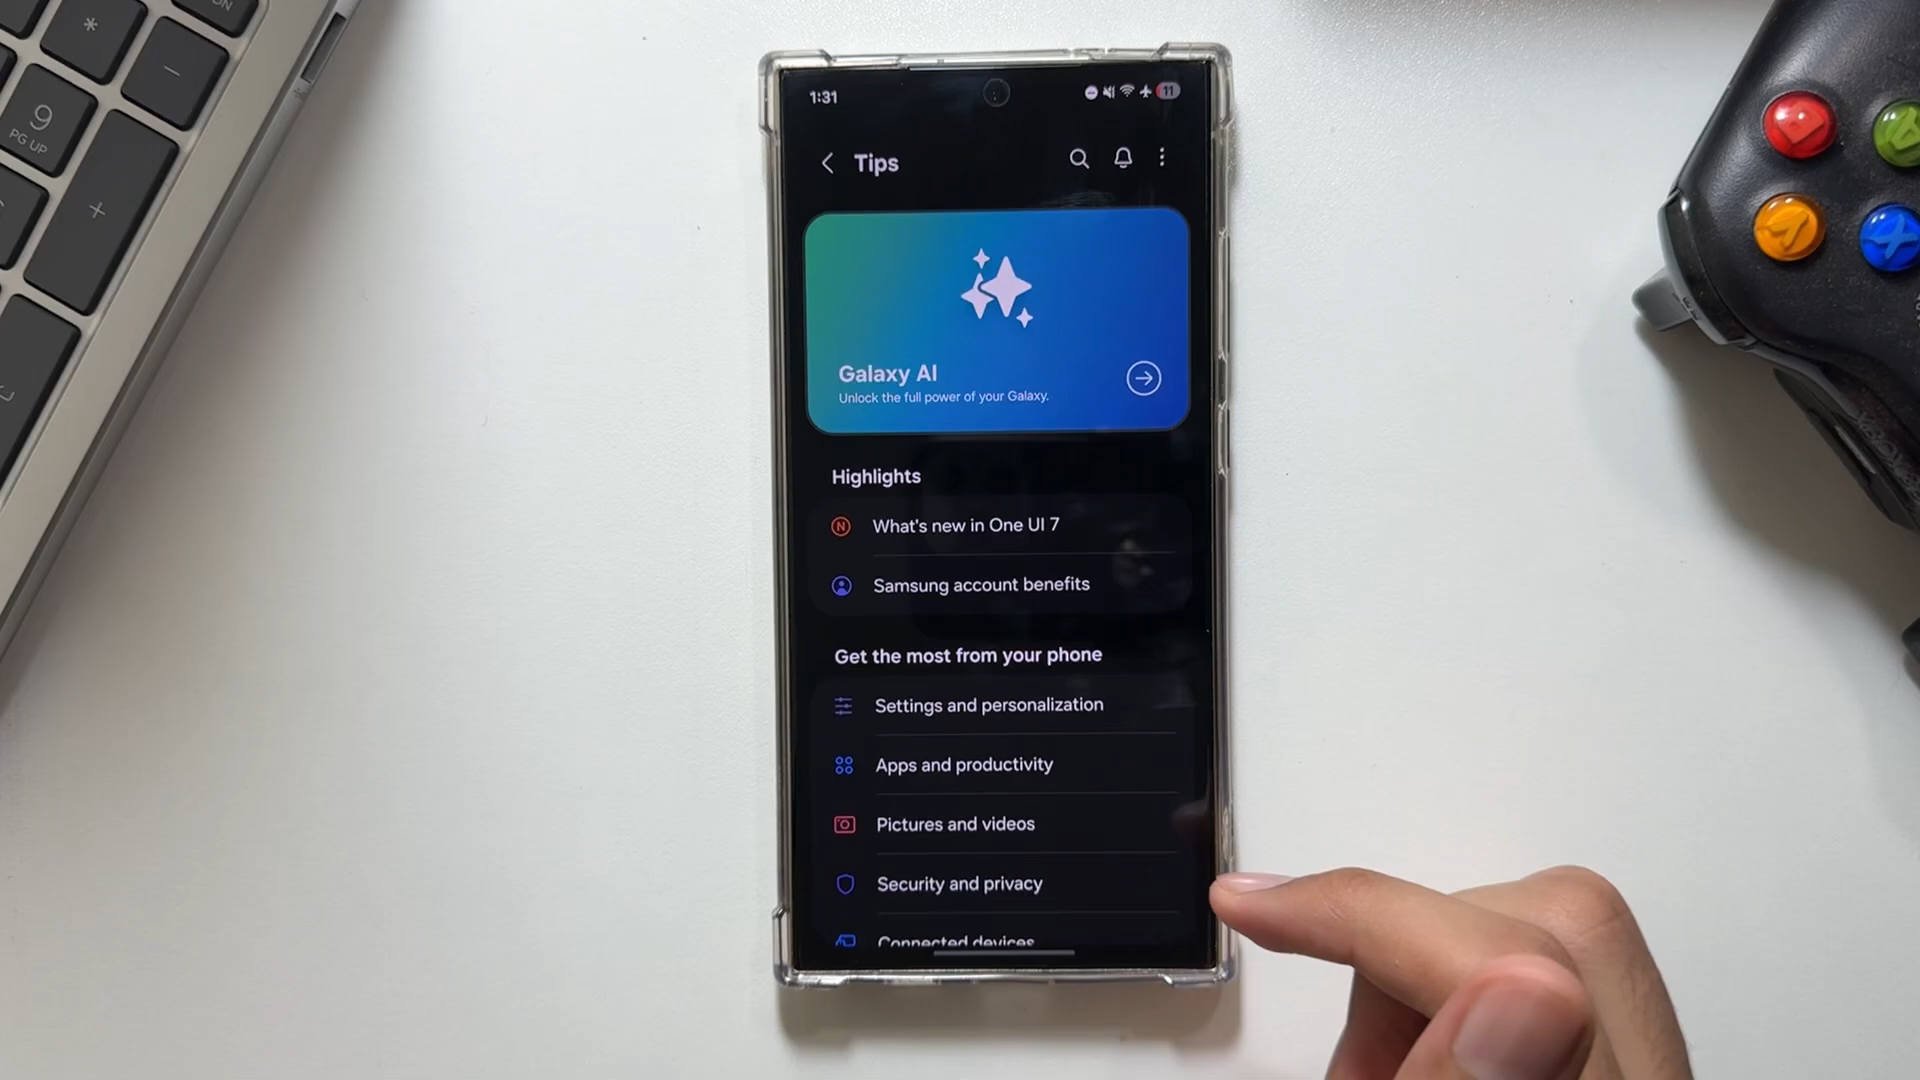 *
–
9
PG UP
+
1:31
11
Tips
Galaxy AI
Unlock the full power of your Galaxy.
Highlights
N
What's new in One UI 7
Samsung account benefits
Get the most from your phone
Settings and personalization
Apps and productivity
Pictures and videos
Security and privacy
Connected devices
A
Y
X